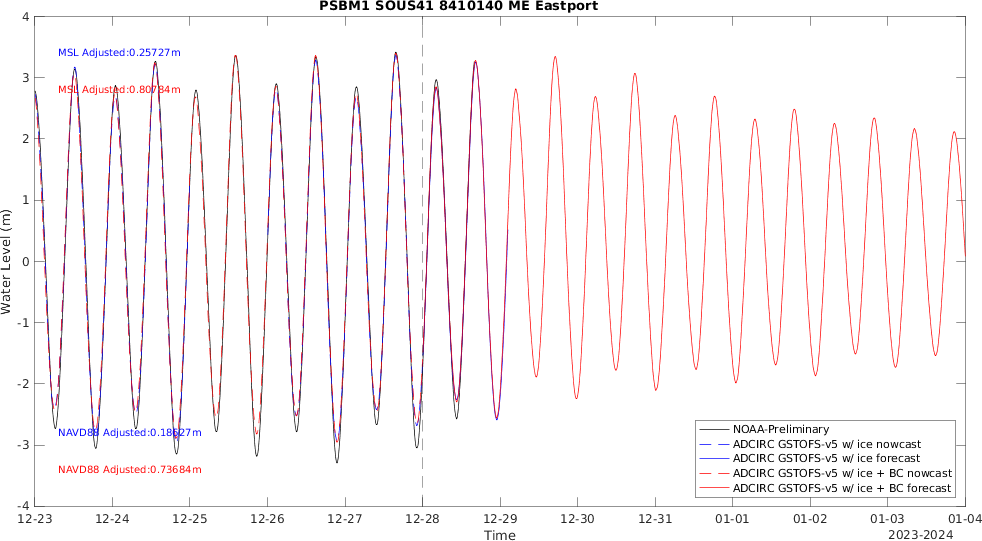 PSBM1 SOUS41 8410140 ME Eastport
4
3
2
1
0
-1
-2
-3
-4
Water Level (m)
MSL Adjusted:0.25727m
MSL Adjusted:0.80784m
NAVD88 Adjusted:0.18627m
NAVD88 Adjusted:0.73684m
NOAA-Preliminary
ADCIRC GSTOFS-v5 w/ ice nowcast
ADCIRC GSTOFS-v5 w/ ice forecast
ADCIRC GSTOFS-v5 w/ ice + BC nowcast
ADCIRC GSTOFS-v5 w/ ice + BC forecast
12-23 12-24 12-25 12-26 12-27 12-28 12-29 12-30 12-31 01-01 01-02 01-03 01-04
Time
2023-2024